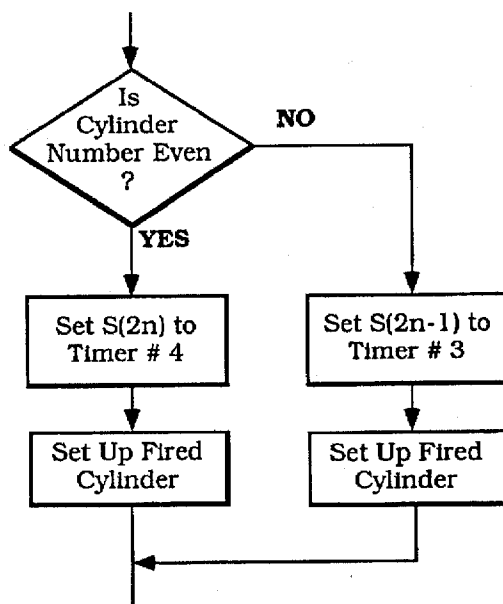 Is
Cylinder
Number Even
?
NO
YES
Set S(2n) to
Timer # 4
Set S(2n-1) to
Timer # 3
Set Up Fired
Cylinder
Set Up Fired
Cylinder